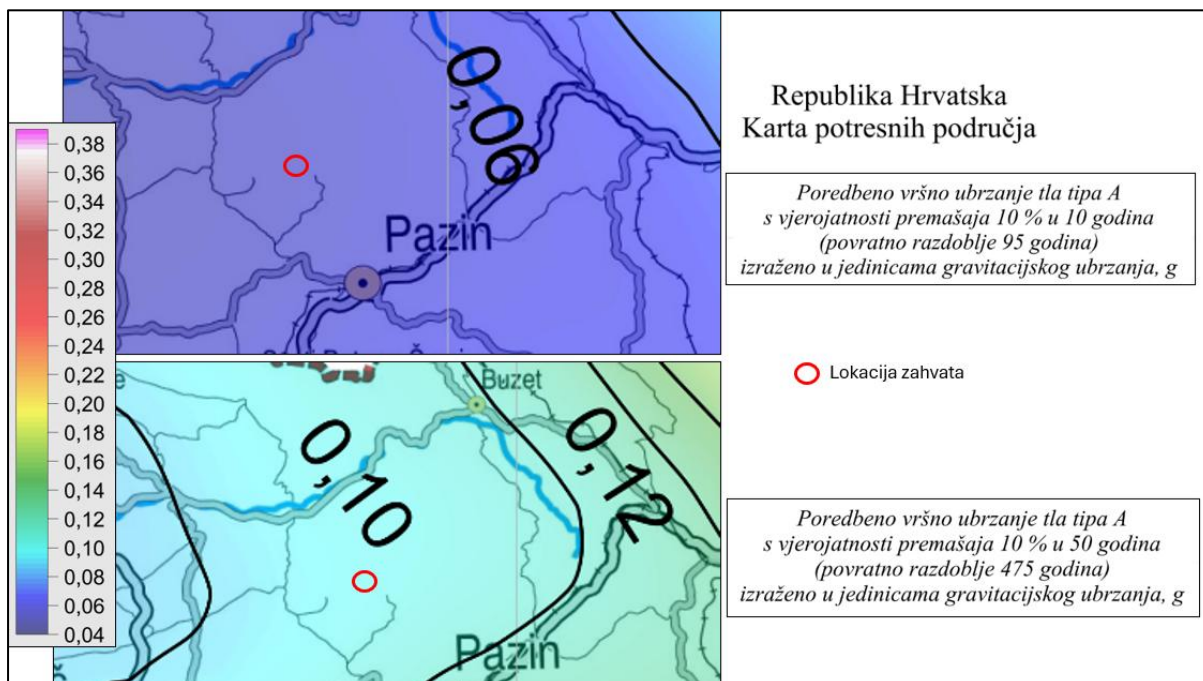 0,06
Pazin
0,38
0,36
0,34
0,32
0,30
0,28
0,26
0,24
0,22
0,20
0,18
0,16
0,14
0,12
0,10
0,08
0,06
0,04
Buzet
0,10
0,12
Pazin
Republika Hrvatska
Karta potresnih područja
Poredbeno vršno ubrzanje tla tipa A
s vjerojatnosti premašaja 10 % u 10 godina
(povratno razdoblje 95 godina)
izraženo u jedinicama gravitacijskog ubrzanja, g
Lokacija zahvata
Poredbeno vršno ubrzanje tla tipa A
s vjerojatnosti premašaja 10 % u 50 godina
(povratno razdoblje 475 godina)
izraženo u jedinicama gravitacijskog ubrzanja, g